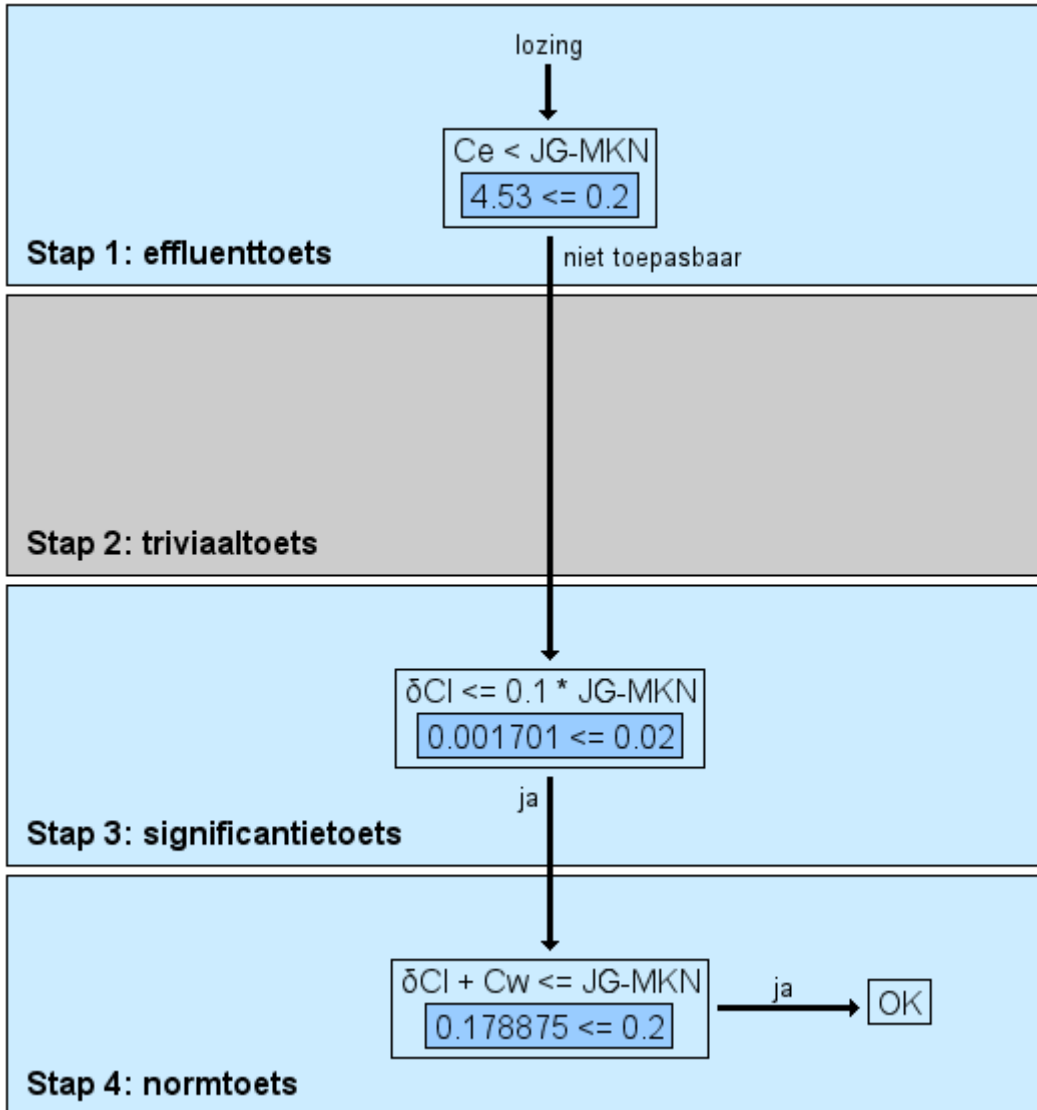 lozing
Ce < JG-MKN
4.53 <= 0.2
Stap 1: effluenttoets
niet toepasbaar
Stap 2: triviaaltoets
δCl <= 0.1 * JG-MKN
0.001701 <= 0.02
ja
Stap 3: significantietoets
δCl + Cw <= JG-MKN
0.178875 <= 0.2
ja
OK
Stap 4: normtoets